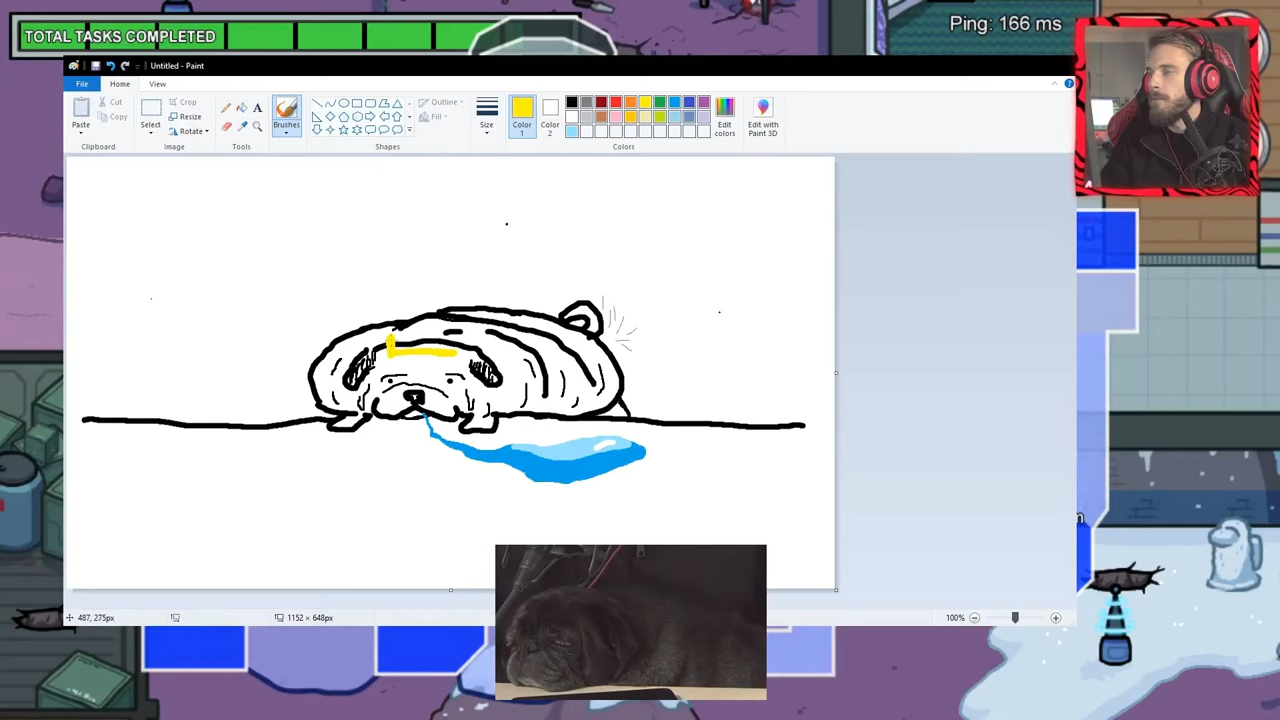 TOTAL TASKS COMPLETED
Ping: 166 ms
Untitled - Paint
File
Home
View
Paste
Cut
Copy
Clipboard
Select
Crop
Resize
Rotate
Image
A
Tools
Brushes
Shapes
Outline
Fill
Size
Color 1
Color 2
Edit colors
Colors
Edit with Paint 3D
487, 275px
1152 × 648px
100%
n